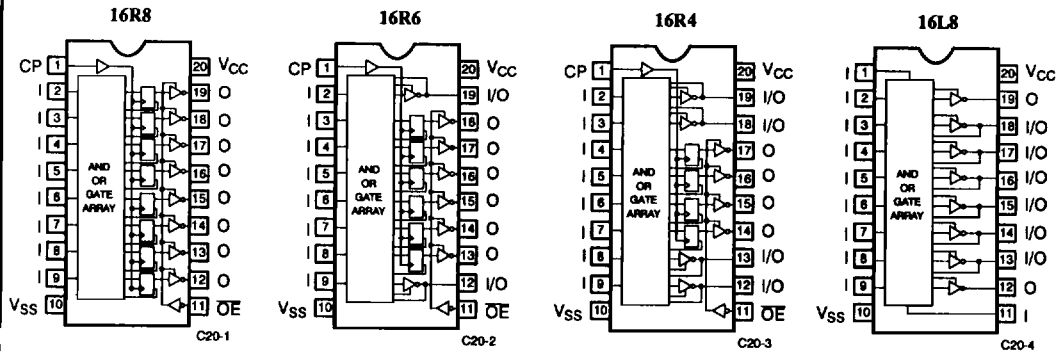 16R8
CP 1
20 VCC
I 2
19 O
I 3
18 O
I 4
17 O
I 5
16 O
I 6
15 O
I 7
14 O
I 8
13 O
I 9
12 O
VSS 10
11 OE
AND
OR
GATE
ARRAY
C20-1
16R6
CP 1
20 VCC
I 2
19 I/O
I 3
18 O
I 4
17 O
I 5
16 O
I 6
15 O
I 7
14 O
I 8
13 O
I 9
12 I/O
VSS 10
11 OE
AND
OR
GATE
ARRAY
C20-2
16R4
CP 1
20 VCC
I 2
19 I/O
I 3
18 I/O
I 4
17 O
I 5
16 O
I 6
15 O
I 7
14 O
I 8
13 I/O
I 9
12 I/O
VSS 10
11 OE
AND
OR
GATE
ARRAY
C20-3
16L8
I 1
20 VCC
I 2
19 O
I 3
18 I/O
I 4
17 I/O
I 5
16 I/O
I 6
15 I/O
I 7
14 I/O
I 8
13 I/O
I 9
12 O
VSS 10
11 I
AND
OR
GATE
ARRAY
C20-4